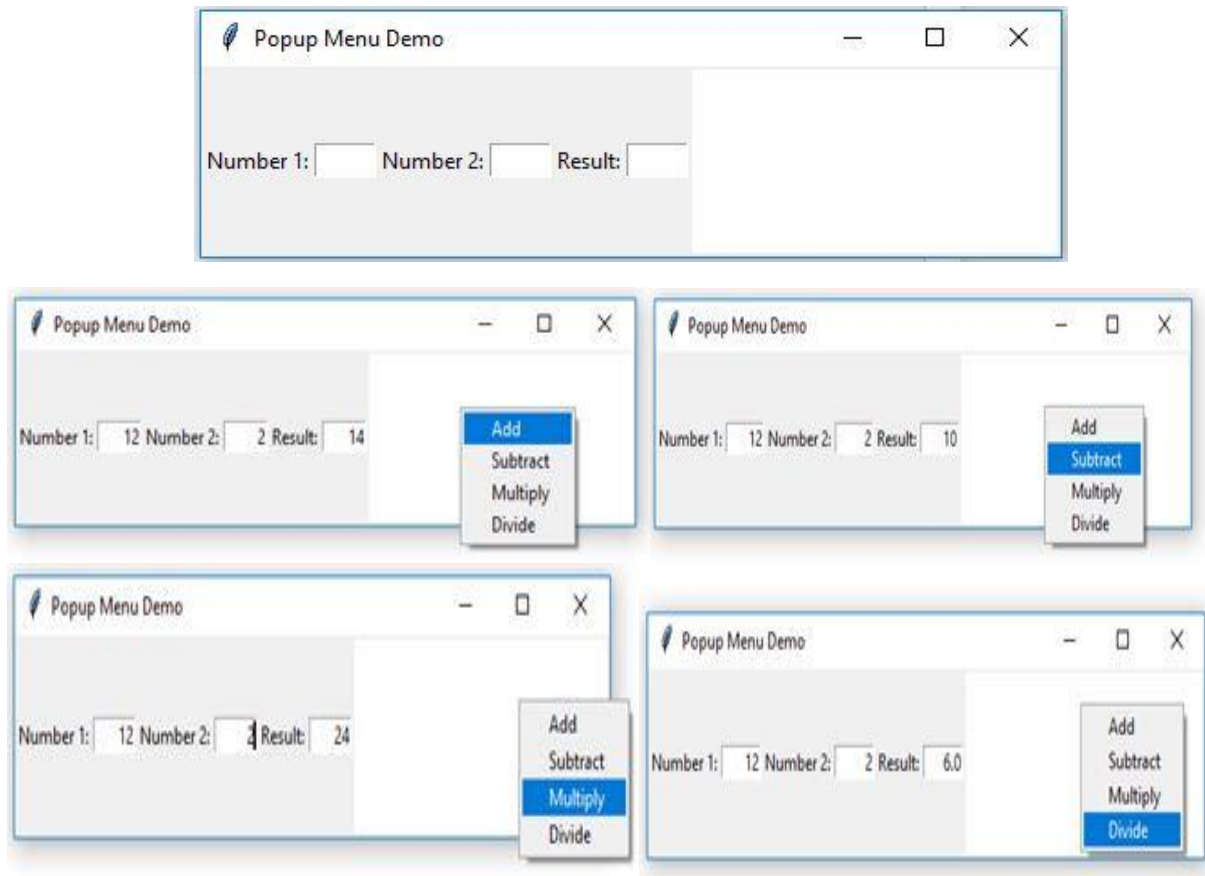 Popup Menu Demo
Number 1: Number 2: Result:
Popup Menu Demo
Number 1: 12 Number 2: 2 Result: 14
Add
Subtract
Multiply
Divide
Popup Menu Demo
Number 1: 12 Number 2: 2 Result: 10
Add
Subtract
Multiply
Divide
Popup Menu Demo
Number 1: 12 Number 2: 2 Result: 24
Add
Subtract
Multiply
Divide
Popup Menu Demo
Number 1: 12 Number 2: 2 Result: 6.0
Add
Subtract
Multiply
Divide